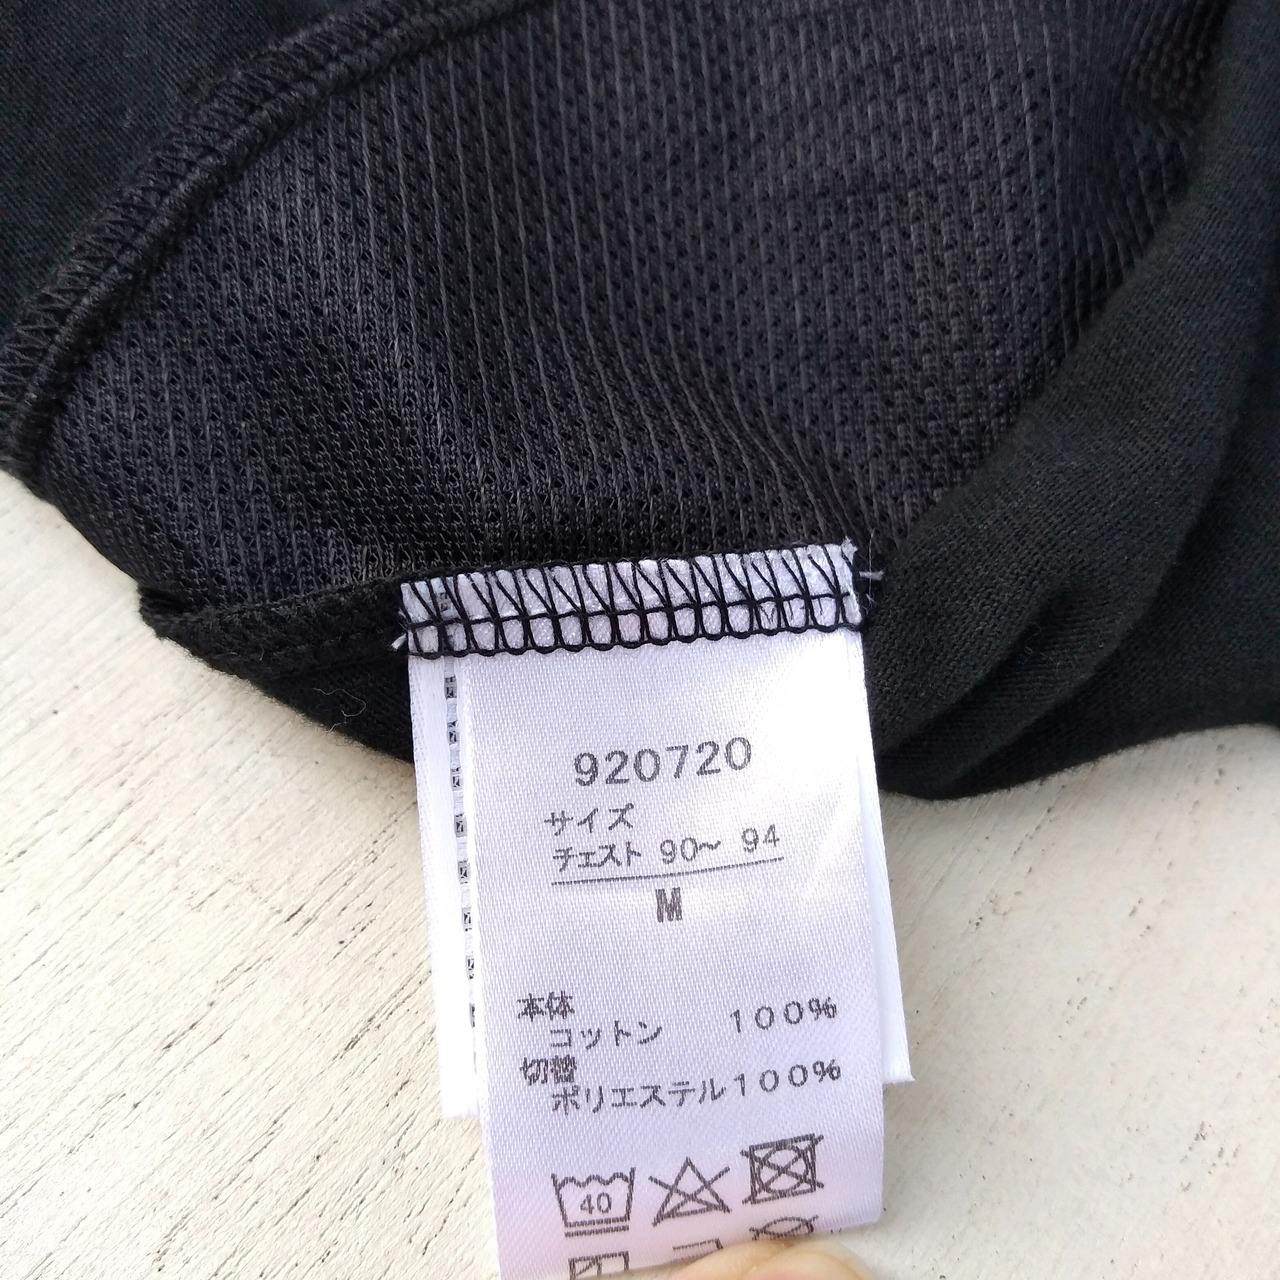 920720
サイズ
チェスト 90～ 94
M
本体
コットン 100%
切替
ポリエステル100%
40